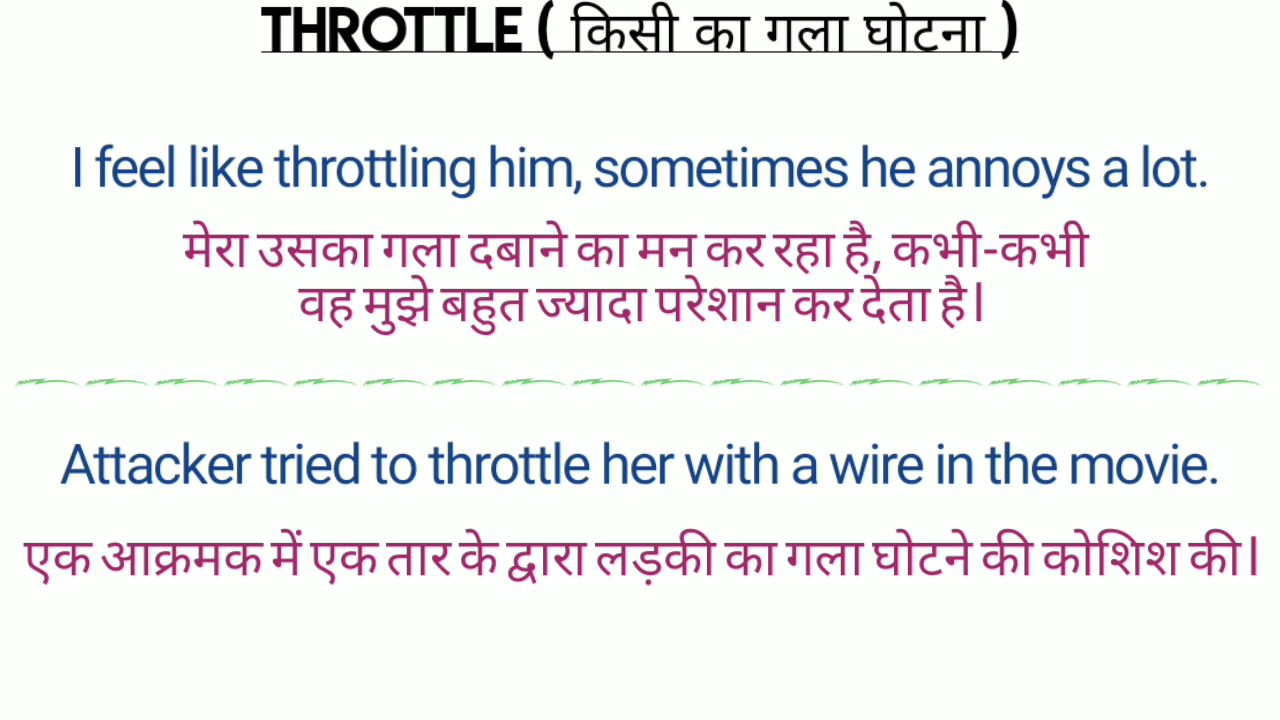 THROTTLE ( किसी का गला घोटना )
I feel like throttling him, sometimes he annoys a lot.
मेरा उसका गला दबाने का मन कर रहा है, कभी-कभी
वह मुझे बहुत ज्यादा परेशान कर देता है।
Attacker tried to throttle her with a wire in the movie.
एक आक्रमक में एक तार के द्वारा लड़की का गला घोटने की कोशिश की।